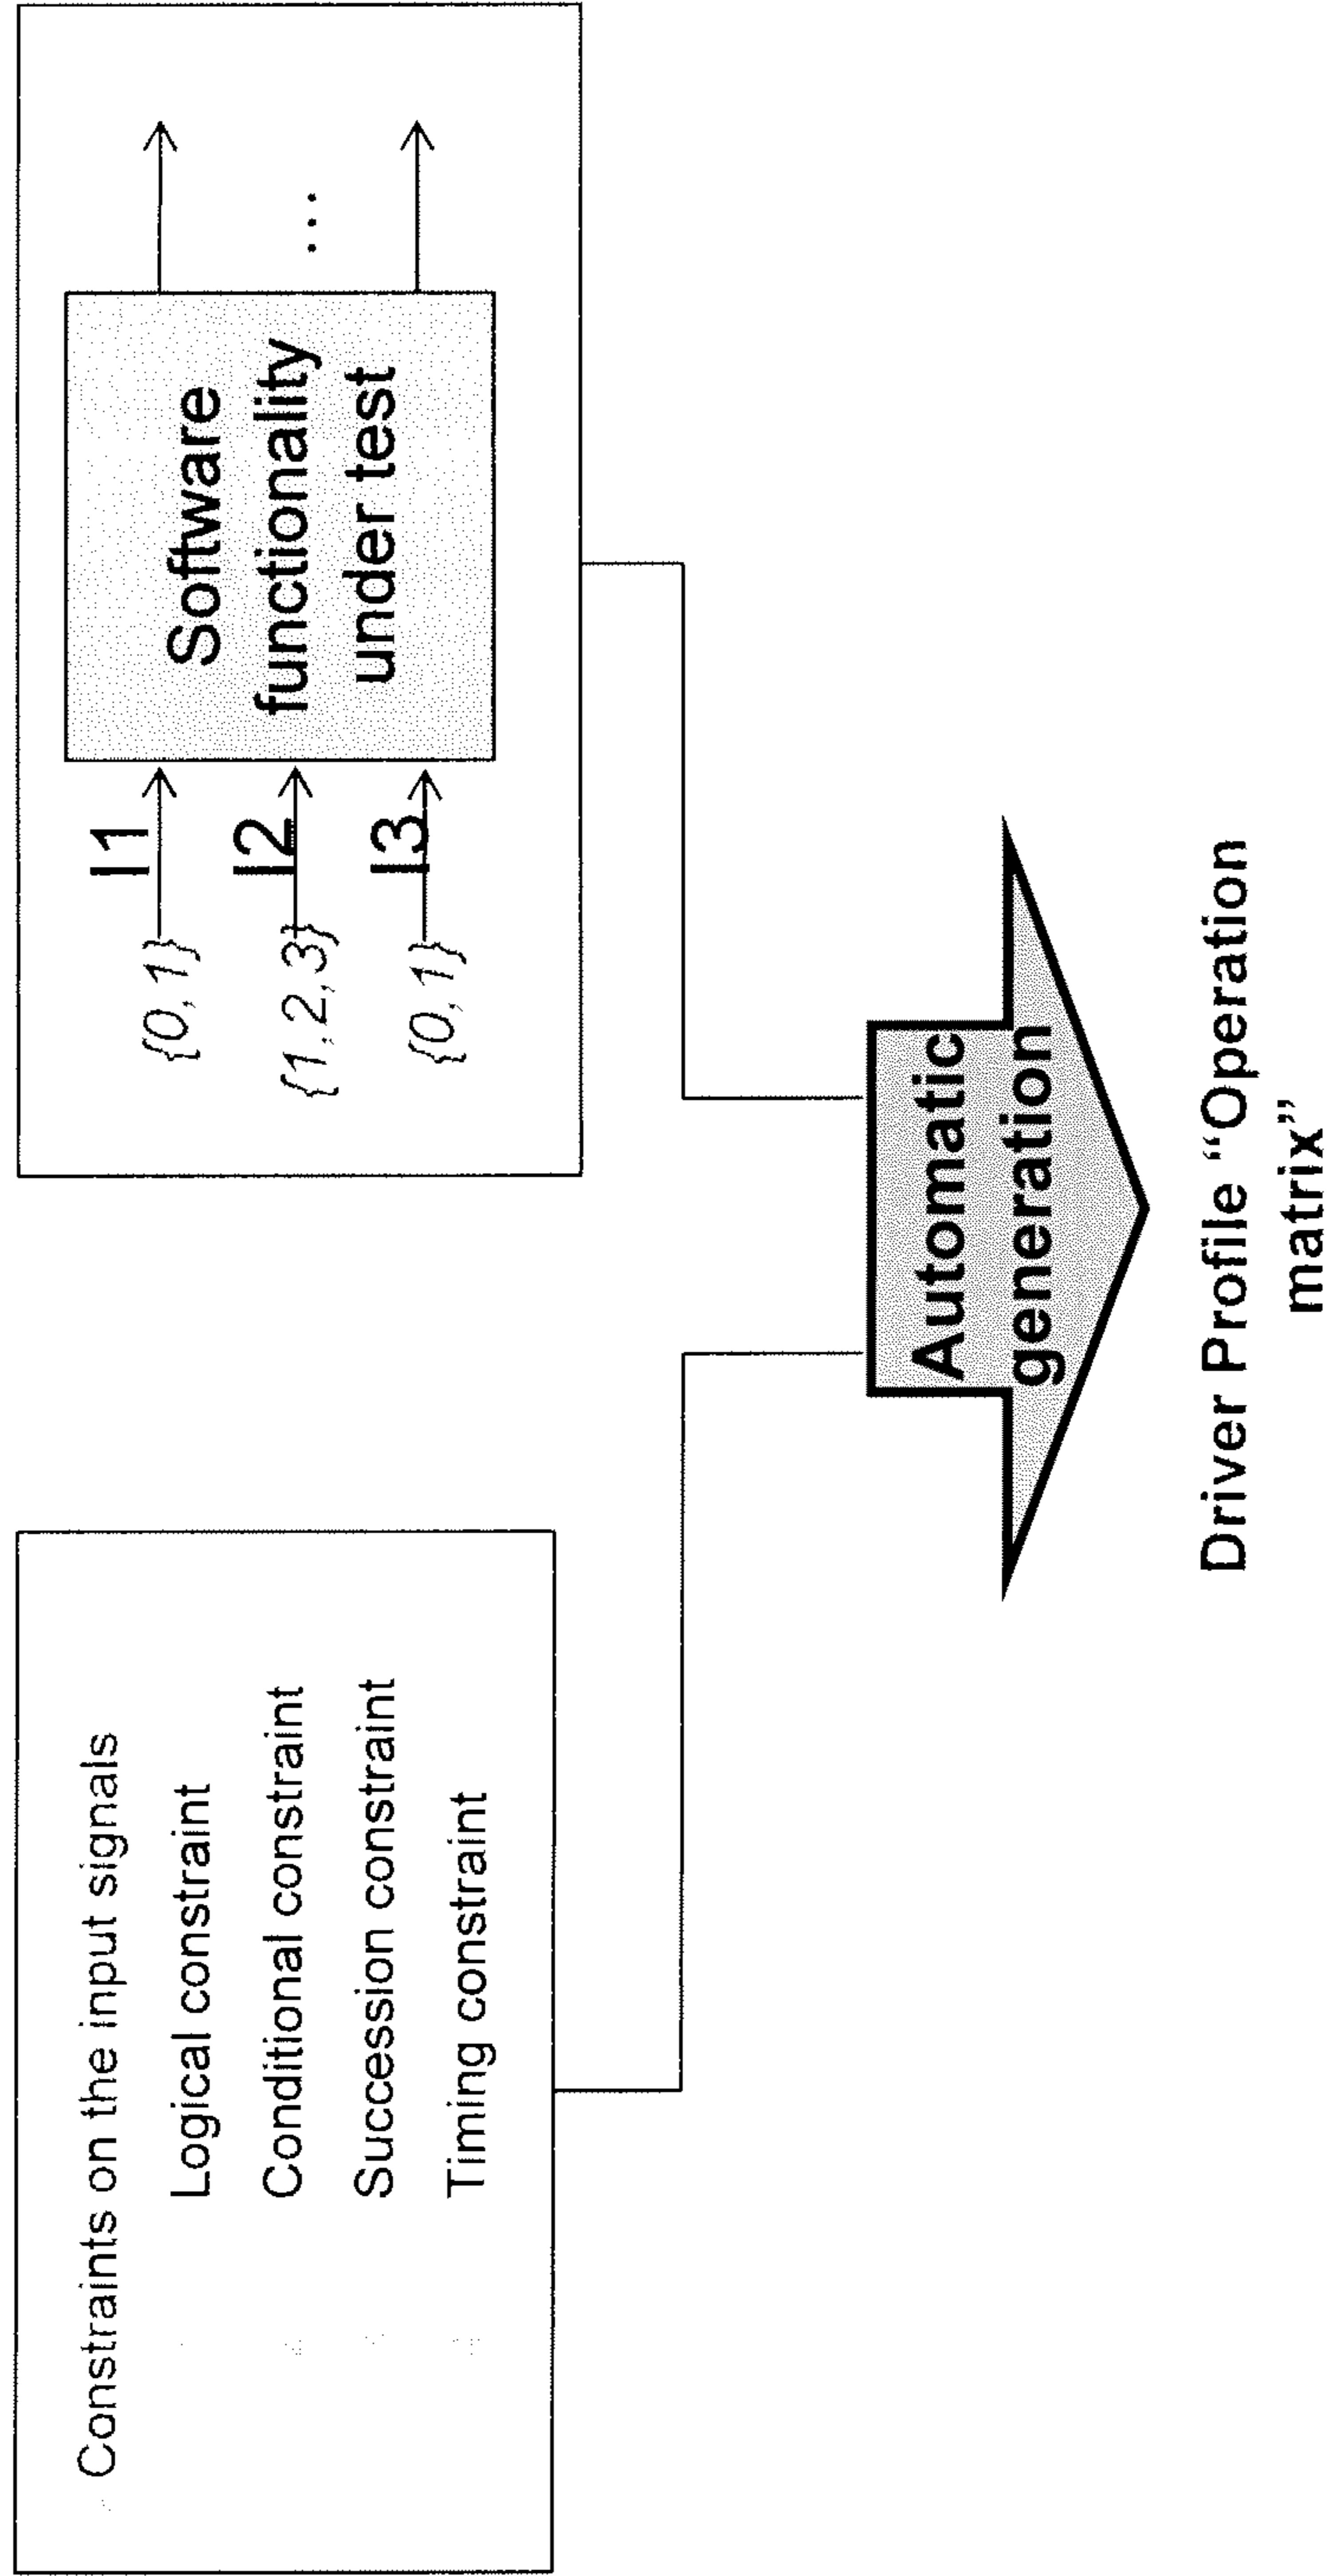 Constraints on the input signals
Logical constraint
Conditional constraint
Succession constraint
Timing constraint
I1
{0,1}
I2
{1,2,3}
I3
{0,1}
Software
functionality
under test
...
Automatic
generation
Driver Profile “Operation
matrix”